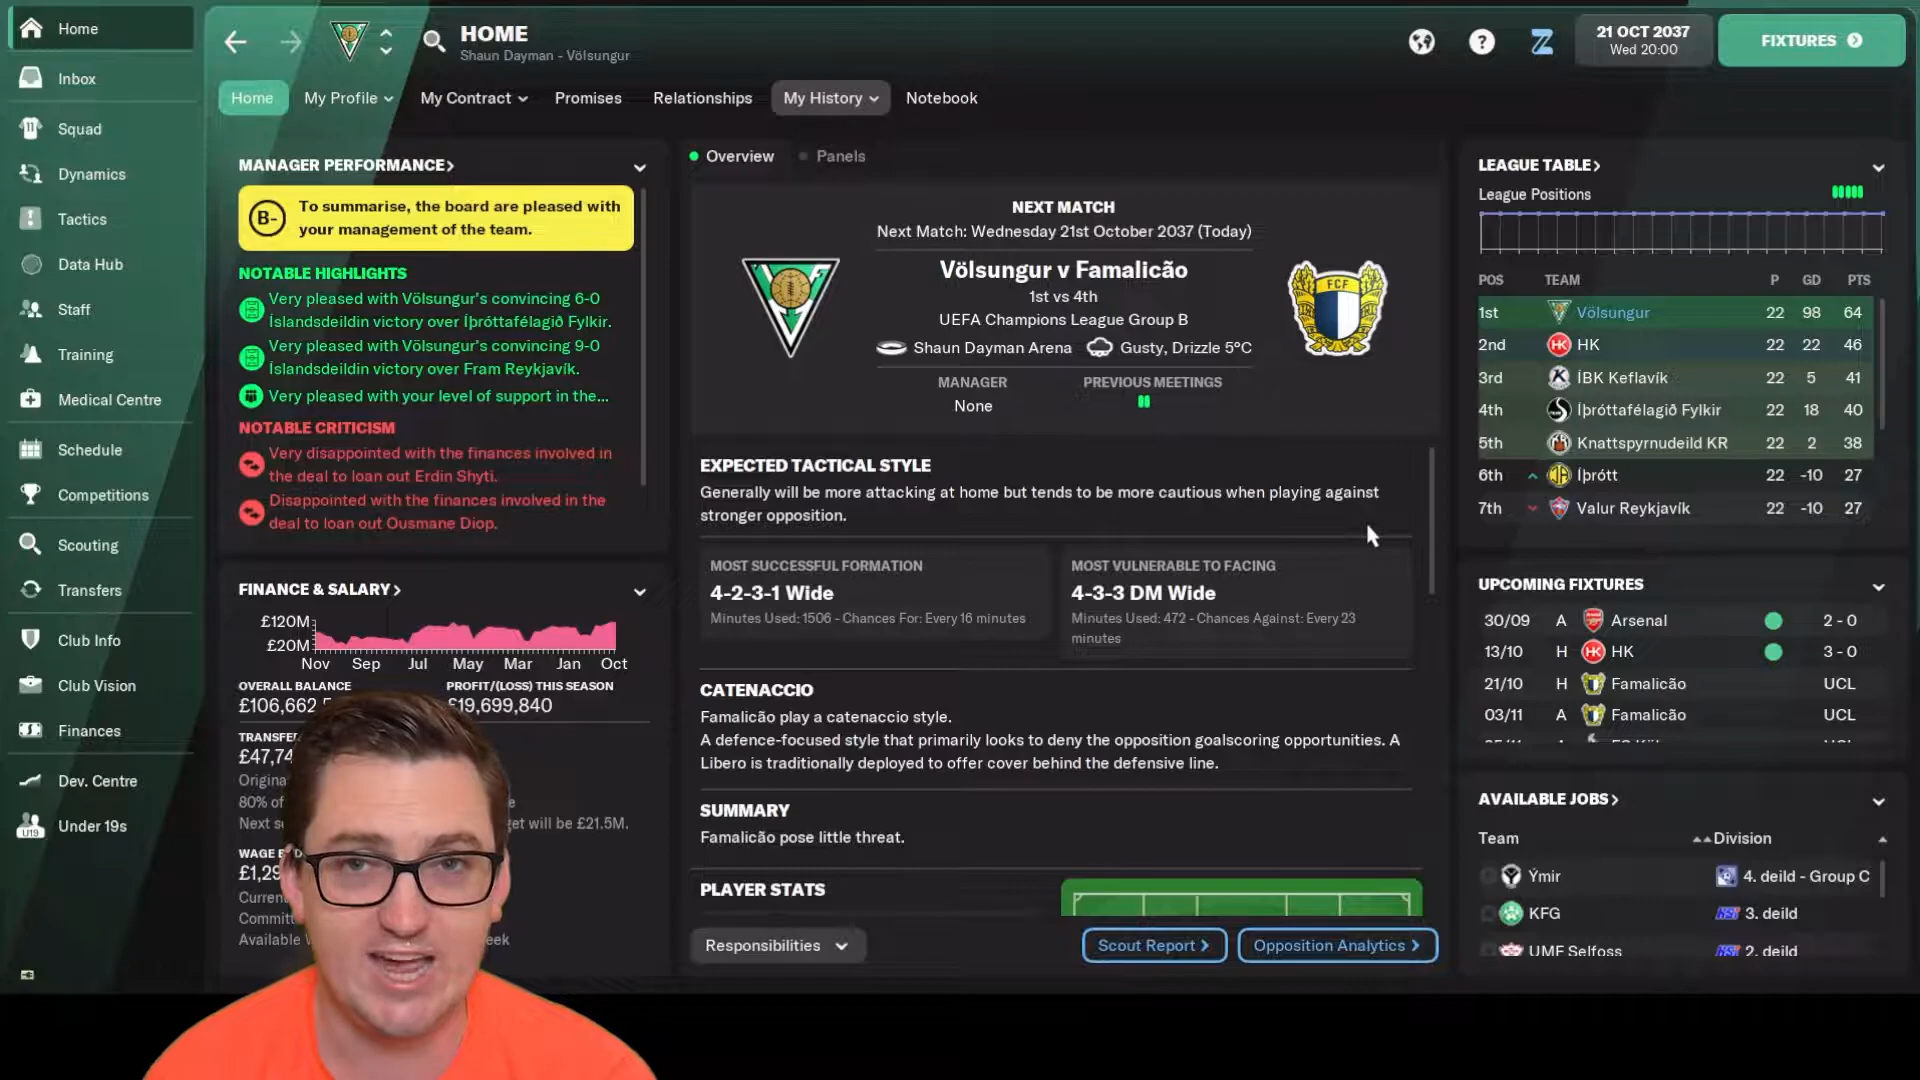 Home
Inbox
Squad
Dynamics
Tactics
Data Hub
Staff
Training
Medical Centre
Schedule
Competitions
Scouting
Transfers
Club Info
Club Vision
Finances
Dev. Centre
U19
Under 19s
HOME
Shaun Dayman - Völsungur
21 OCT 2037
Wed 20:00
FIXTURES
Home
My Profile
My Contract
Promises
Relationships
My History
Notebook
MANAGER PERFORMANCE
B-
To summarise, the board are pleased with
your management of the team.
NOTABLE HIGHLIGHTS
Very pleased with Völsungur's convincing 6-0
Íslandsdeildin victory over Íþróttafélagið Fylkir.
Very pleased with Völsungur's convincing 9-0
Íslandsdeildin victory over Fram Reykjavík.
Very pleased with your level of support in the...
NOTABLE CRITICISM
Very disappointed with the finances involved in
the deal to loan out Erdin Shyti.
Disappointed with the finances involved in the
deal to loan out Ousmane Diop.
FINANCE & SALARY
£120M
£20M
Nov Sep Jul May Mar Jan Oct
OVERALL BALANCE
PROFIT/(LOSS) THIS SEASON
£106,662
£19,699,840
£47,74
80% of
get will be £21.5M.
£1,29
Available
Overview
Panels
NEXT MATCH
Next Match: Wednesday 21st October 2037 (Today)
Völsungur v Famalicão
1st vs 4th
UEFA Champions League Group B
Shaun Dayman Arena
Gusty, Drizzle 5°C
FCF
MANAGER
PREVIOUS MEETINGS
None
EXPECTED TACTICAL STYLE
Generally will be more attacking at home but tends to be more cautious when playing against
stronger opposition.
MOST SUCCESSFUL FORMATION
4-2-3-1 Wide
Minutes Used: 1506 - Chances For: Every 16 minutes
MOST VULNERABLE TO FACING
4-3-3 DM Wide
Minutes Used: 472 - Chances Against: Every 23
minutes
CATENACCIO
Famalicão play a catenaccio style.
A defence-focused style that primarily looks to deny the opposition goalscoring opportunities. A
Libero is traditionally deployed to offer cover behind the defensive line.
SUMMARY
Famalicão pose little threat.
PLAYER STATS
Responsibilities
Scout Report
Opposition Analytics
LEAGUE TABLE
League Positions
POS TEAM P GD PTS
1st Völsungur 22 98 64
2nd HK 22 22 46
3rd ÍBK Keflavík 22 5 41
4th Íþróttafélagið Fylkir 22 18 40
5th Knattspyrnudeild KR 22 2 38
6th Íþrótt 22 -10 27
7th Valur Reykjavík 22 -10 27
UPCOMING FIXTURES
30/09 A Arsenal 2 - 0
13/10 H HK 3 - 0
21/10 H Famalicão UCL
03/11 A Famalicão UCL
AVAILABLE JOBS
Team Division
Ýmir 4. deild - Group C
KFG 3. deild
UMF Selfoss 2. deild